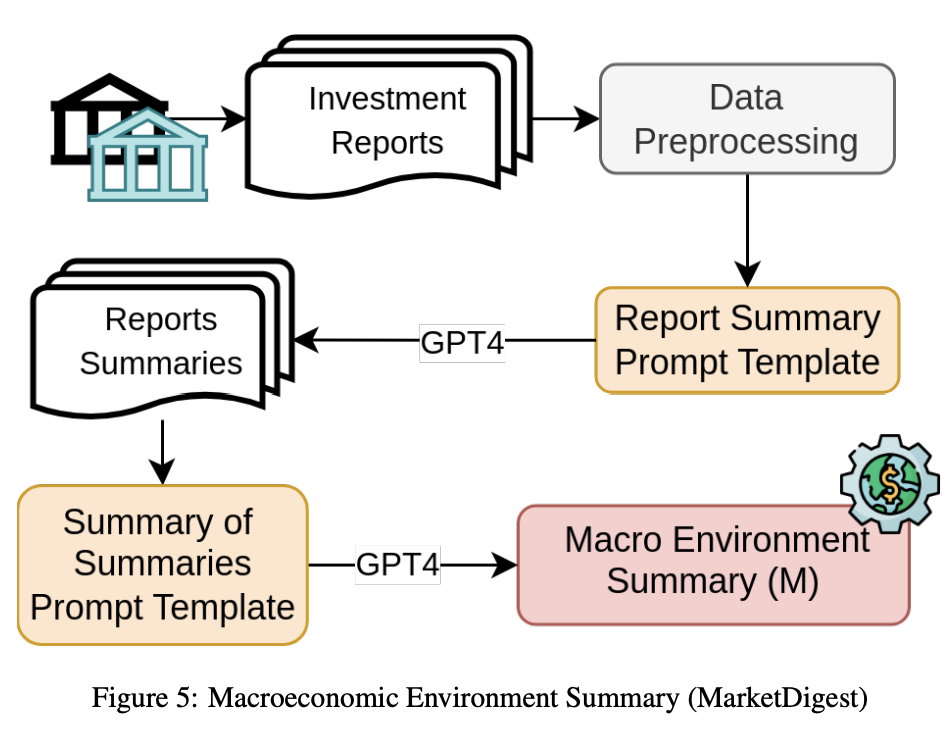 Investment
Reports
Data
Preprocessing
Report Summary
Prompt Template
GPT4
Reports
Summaries
Summary of
Summaries
Prompt Template
GPT4
Macro Environment
Summary (M)
$
Figure 5: Macroeconomic Environment Summary (MarketDigest)